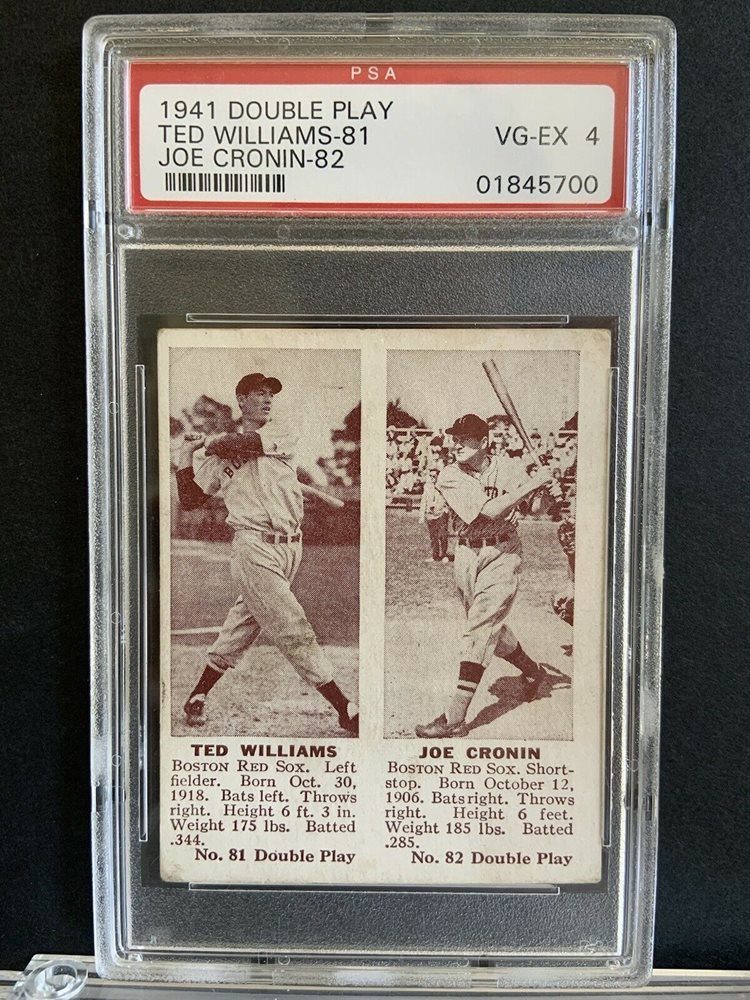 PSA
1941 DOUBLE PLAY
TED WILLIAMS-81 VG-EX 4
JOE CRONIN-82
01845700
TED WILLIAMS
BOSTON RED SOX. Left
fielder. Born Oct. 30,
1918. Bats left. Throws
right. Height 6 ft. 3 in.
Weight 175 lbs. Batted
.344.
No. 81 Double Play
JOE CRONIN
BOSTON RED SOX. Short-
stop. Born October 12,
1906. Bats right. Throws
right. Height 6 feet.
Weight 185 lbs. Batted
.285.
No. 82 Double Play